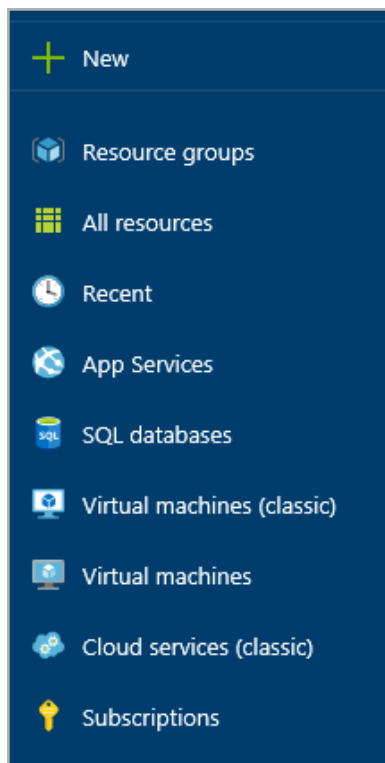 New
Resource groups
All resources
Recent
App Services
SQL
SQL databases
Virtual machines (classic)
Virtual machines
Cloud services (classic)
Subscriptions